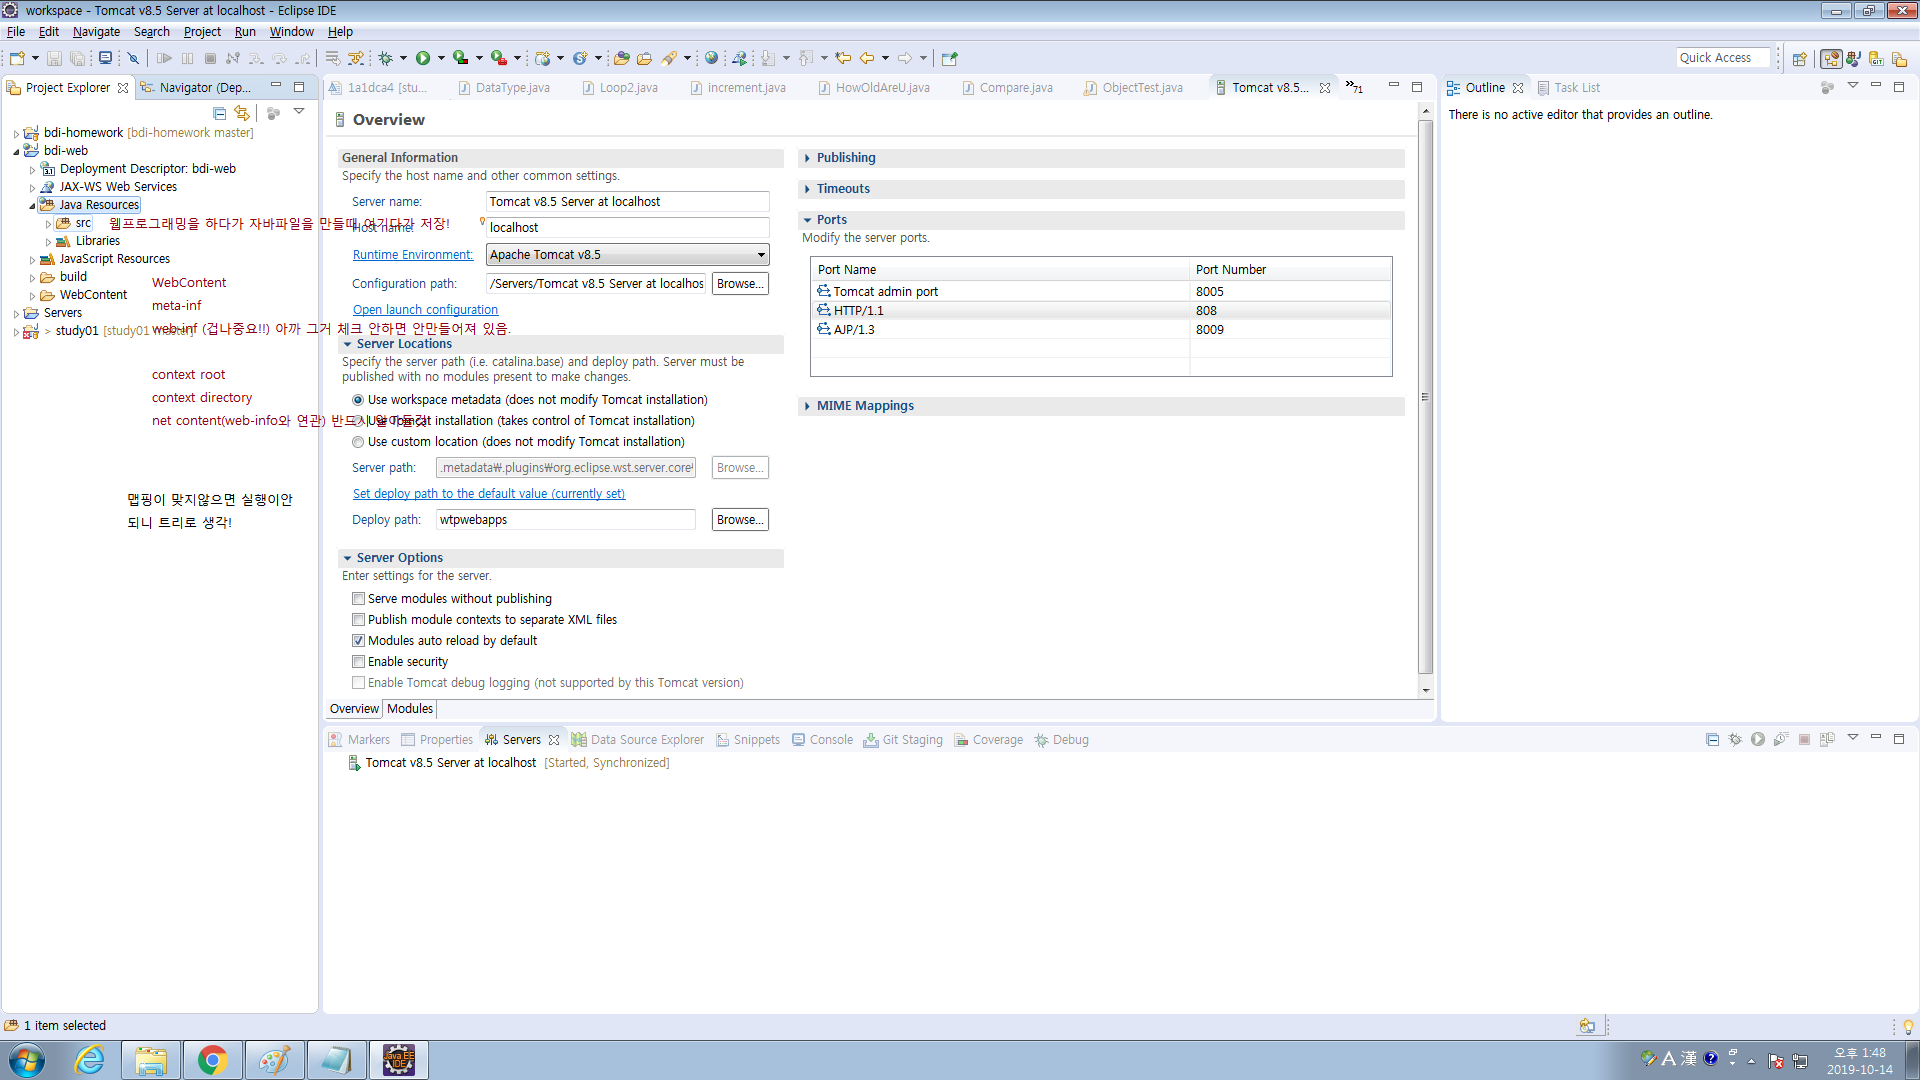 workspace - Tomcat v8.5 Server at localhost - Eclipse IDE
File Edit Navigate Search Project Run Window Help
Quick Access
Project Explorer Navigator (Dep...
1a1dca4 [stu... DataType.java Loop2.java increment.java HowOldAreU.java Compare.java ObjectTest.java Tomcat v8.5... 71
Outline Task List
There is no active editor that provides an outline.
bdi-homework [bdi-homework master]
bdi-web
Deployment Descriptor: bdi-web
JAX-WS Web Services
Java Resources
src 웹프로그래밍을 하다가 자바파일을 만들때 여기다가 저장!
Libraries
JavaScript Resources
build
WebContent
WebContent
meta-inf
Servers
> study01 [study01 master]
web-inf (겁나중요!!) 아까 그거 체크 안하면 안만들어져 있음.
context root
context directory
net content(web-info와 연관) 반드시 알아둘것!
맵핑이 맞지않으면 실행이안
되니 트리로 생각!
Overview
General Information
Specify the host name and other common settings.
Server name: Tomcat v8.5 Server at localhost
Host name: localhost
Runtime Environment: Apache Tomcat v8.5
Configuration path: /Servers/Tomcat v8.5 Server at localhos Browse...
Open launch configuration
Server Locations
Specify the server path (i.e. catalina.base) and deploy path. Server must be
published with no modules present to make changes.
Use workspace metadata (does not modify Tomcat installation)
Use Tomcat installation (takes control of Tomcat installation)
Use custom location (does not modify Tomcat installation)
Server path: .metadata₩.plugins₩org.eclipse.wst.server.core Browse...
Set deploy path to the default value (currently set)
Deploy path: wtpwebapps Browse...
Server Options
Enter settings for the server.
Serve modules without publishing
Publish module contexts to separate XML files
Modules auto reload by default
Enable security
Enable Tomcat debug logging (not supported by this Tomcat version)
Publishing
Timeouts
Ports
Modify the server ports.
Port Name Port Number
Tomcat admin port 8005
HTTP/1.1 808
AJP/1.3 8009
MIME Mappings
Overview Modules
Markers Properties Servers Data Source Explorer Snippets Console Git Staging Coverage Debug
Tomcat v8.5 Server at localhost [Started, Synchronized]
1 item selected
Java EE
IDE
A 漢
오후 1:48
2019-10-14